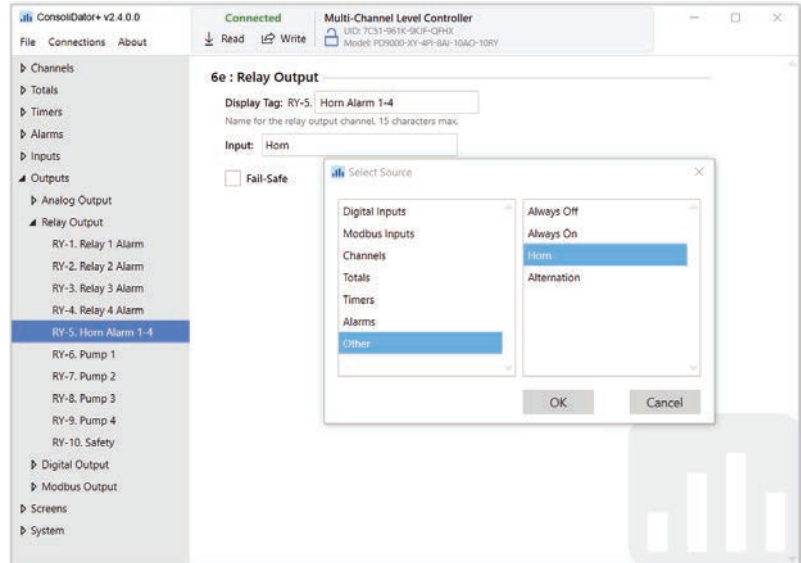 ConsoliDator+ v2.4.0.0
File Connections About
Connected
Read Write
Multi-Channel Level Controller
UID: 7C51-961K-9KJF-QFHX
Model: PD9000-XY-4PI-8AI-10AO-10RY
Channels
Totals
Timers
Alarms
Inputs
Outputs
Analog Output
Relay Output
RY-1. Relay 1 Alarm
RY-2. Relay 2 Alarm
RY-3. Relay 3 Alarm
RY-4. Relay 4 Alarm
RY-5. Horn Alarm 1-4
RY-6. Pump 1
RY-7. Pump 2
RY-8. Pump 3
RY-9. Pump 4
RY-10. Safety
Digital Output
Modbus Output
Screens
System
6e : Relay Output
Display Tag: RY-5. Horn Alarm 1-4
Name for the relay output channel. 15 characters max.
Input: Horn
Fail-Safe
Select Source
Digital Inputs
Modbus Inputs
Channels
Totals
Timers
Alarms
Other
Always Off
Always On
Horn
Alternation
OK Cancel